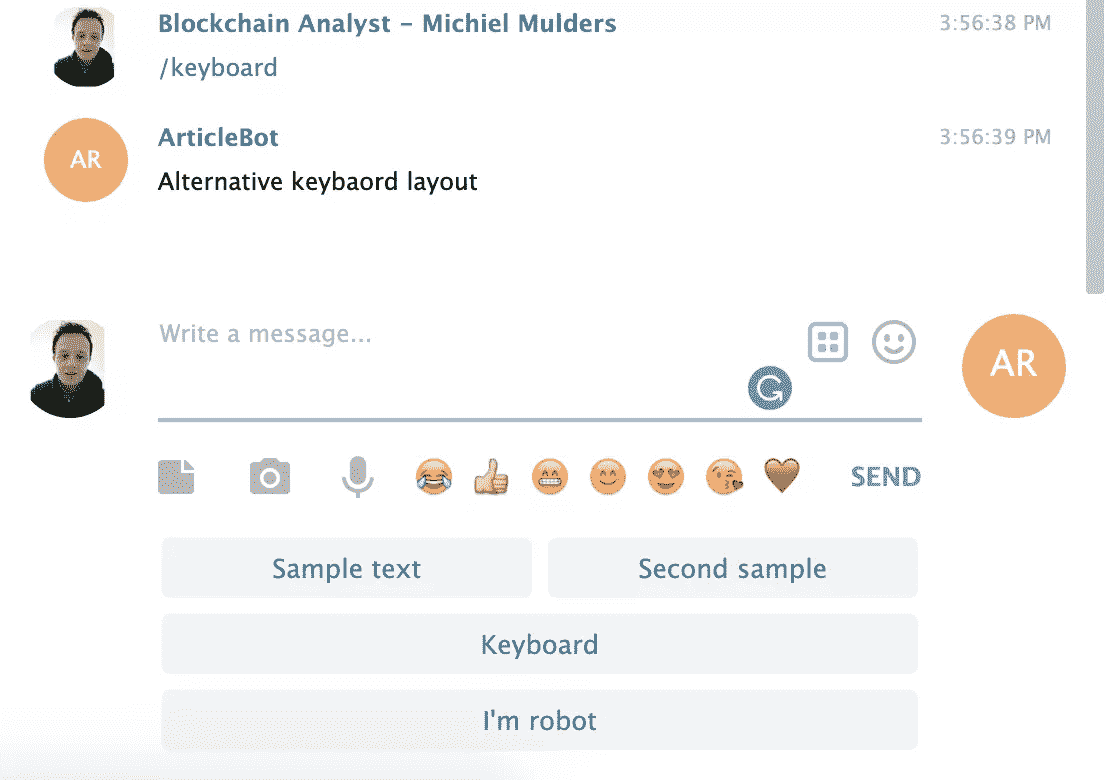 Blockchain Analyst – Michiel Mulders 3:56:38 PM
/keyboard
AR ArticleBot 3:56:39 PM
Alternative keybaord layout
Write a message...
AR
SEND
Sample text Second sample
Keyboard
I'm robot